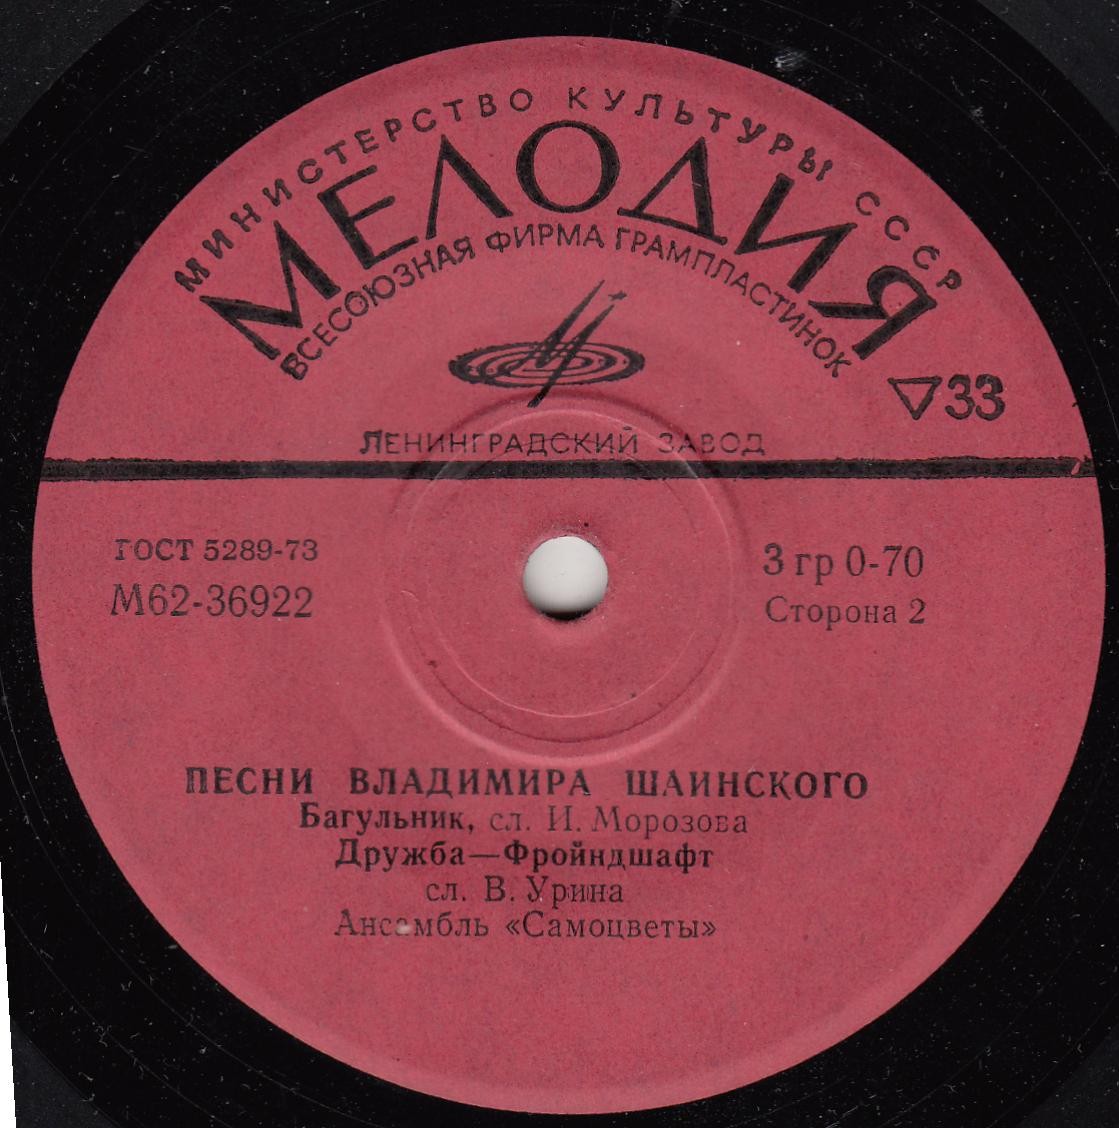 МИНИСТЕРСТВО КУЛЬТУРЫ СССР
МЕЛОДИЯ
ВСЕСОЮЗНАЯ ФИРМА ГРАМПЛАСТИНОК
М
▽33
ЛЕНИНГРАДСКИЙ ЗАВОД
ГОСТ 5289-73
М62-36922
3 гр 0-70
Сторона 2
ПЕСНИ ВЛАДИМИРА ШАИНСКОГО
Багульник, сл. И. Морозова
Дружба—Фройндшафт
сл. В. Урина
Ансамбль «Самоцветы»